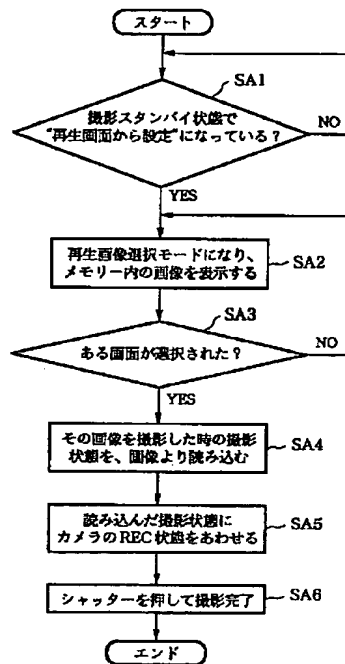 スタート
SA1
撮影スタンバイ状態で
"再生画面から設定"になっている?
NO
YES
再生画像選択モードになり、
メモリー内の画像を表示する
SA2
SA3
ある画面が選択された?
NO
YES
その画像を撮影した時の撮影
状態を、画像より読み込む
SA4
読み込んだ撮影状態に
カメラのREC状態をあわせる
SA5
シャッターを押して撮影完了
SA6
エンド